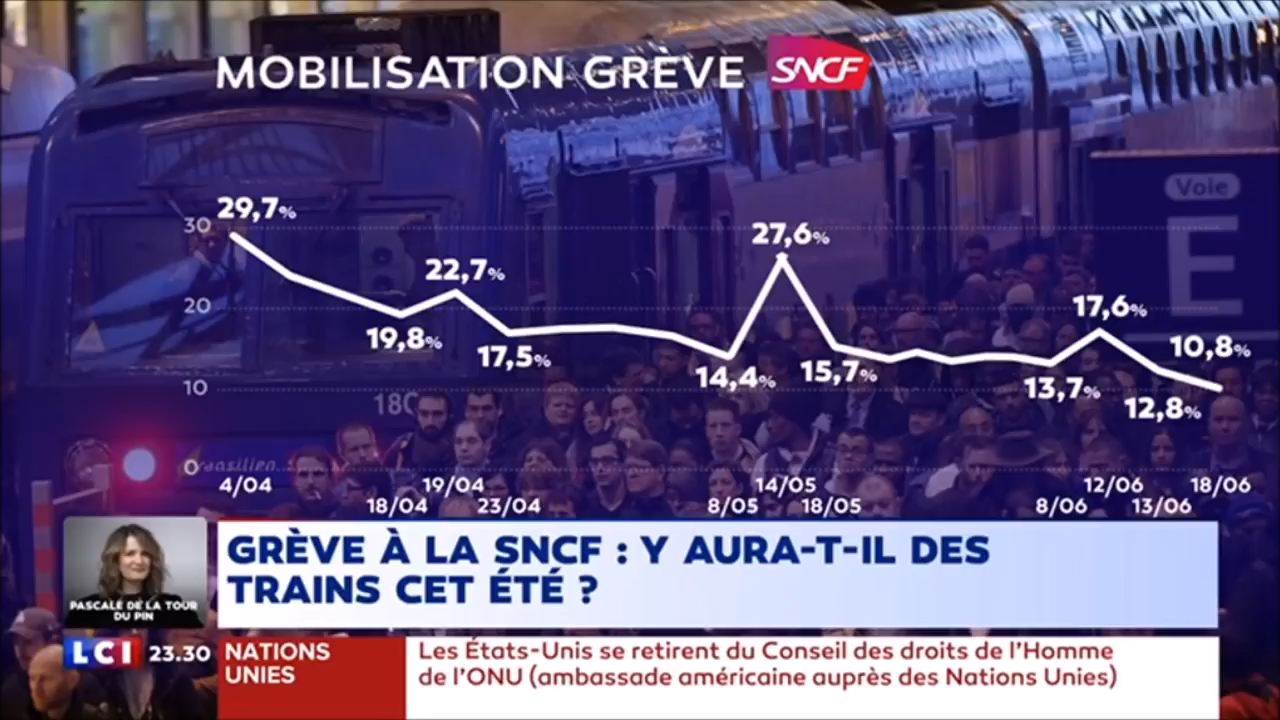 MOBILISATION GRÈVE SNCF
Voie
E
29,7%
30
27,6%
22,7%
20
17,6%
19,8%
17,5%
10,8%
14,4%
15,7%
13,7%
12,8%
10
180
0
Transilien
4/04
19/04
14/05
12/06
18/06
18/04
23/04
8/05
18/05
8/06
13/06
GRÈVE À LA SNCF : Y AURA-T-IL DES
TRAINS CET ÉTÉ ?
PASCALE DE LA TOUR
DU PIN
LCI 23.30
NATIONS
UNIES
Les États-Unis se retirent du Conseil des droits de l'Homme
de l'ONU (ambassade américaine auprès des Nations Unies)